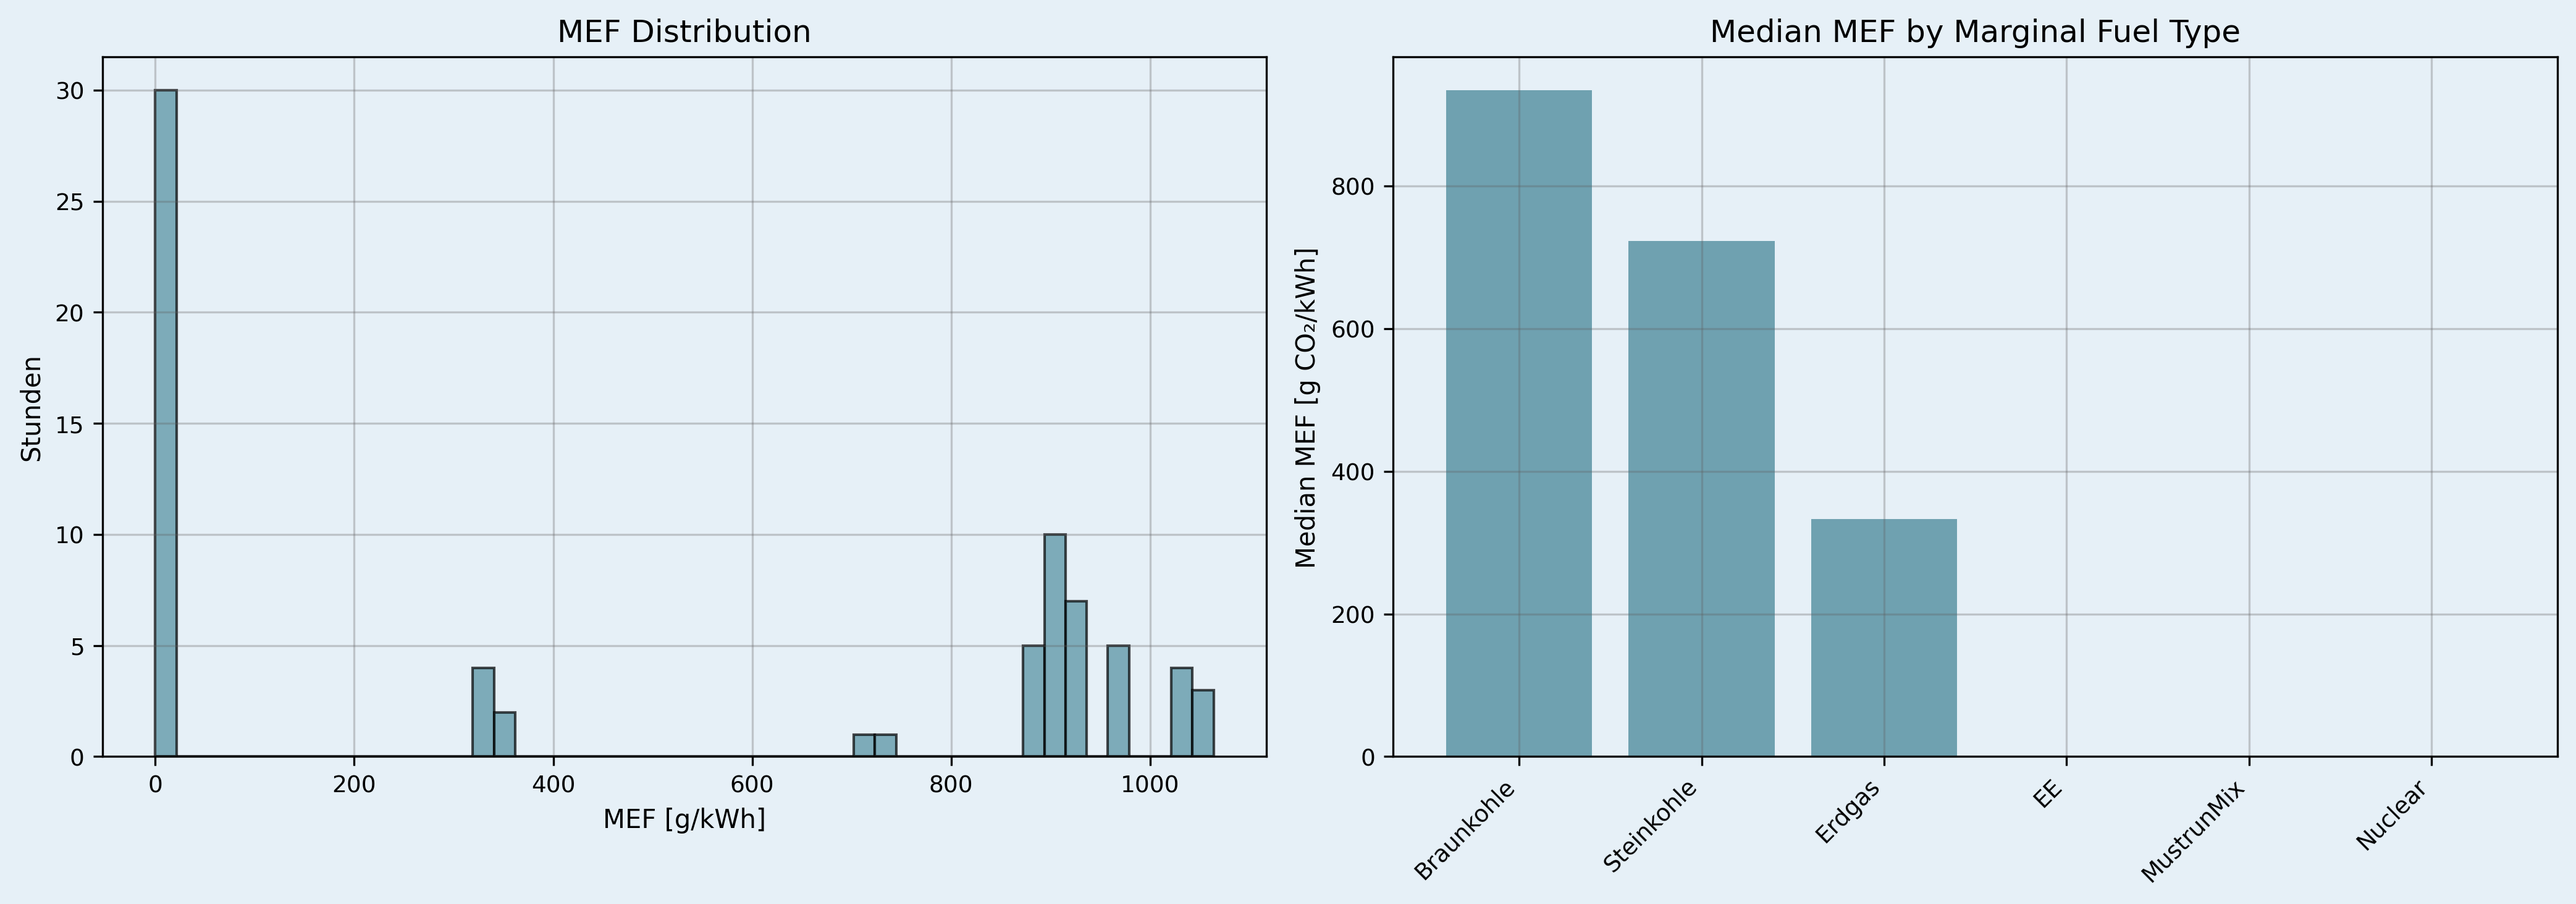 MEF Distribution
30
25
20
15
10
5
0
Stunden
0 200 400 600 800 1000
MEF [g/kWh]
Median MEF by Marginal Fuel Type
800
600
400
200
0
Median MEF [g CO₂/kWh]
Braunkohle
Steinkohle
Erdgas
EE
MustrunMix
Nuclear